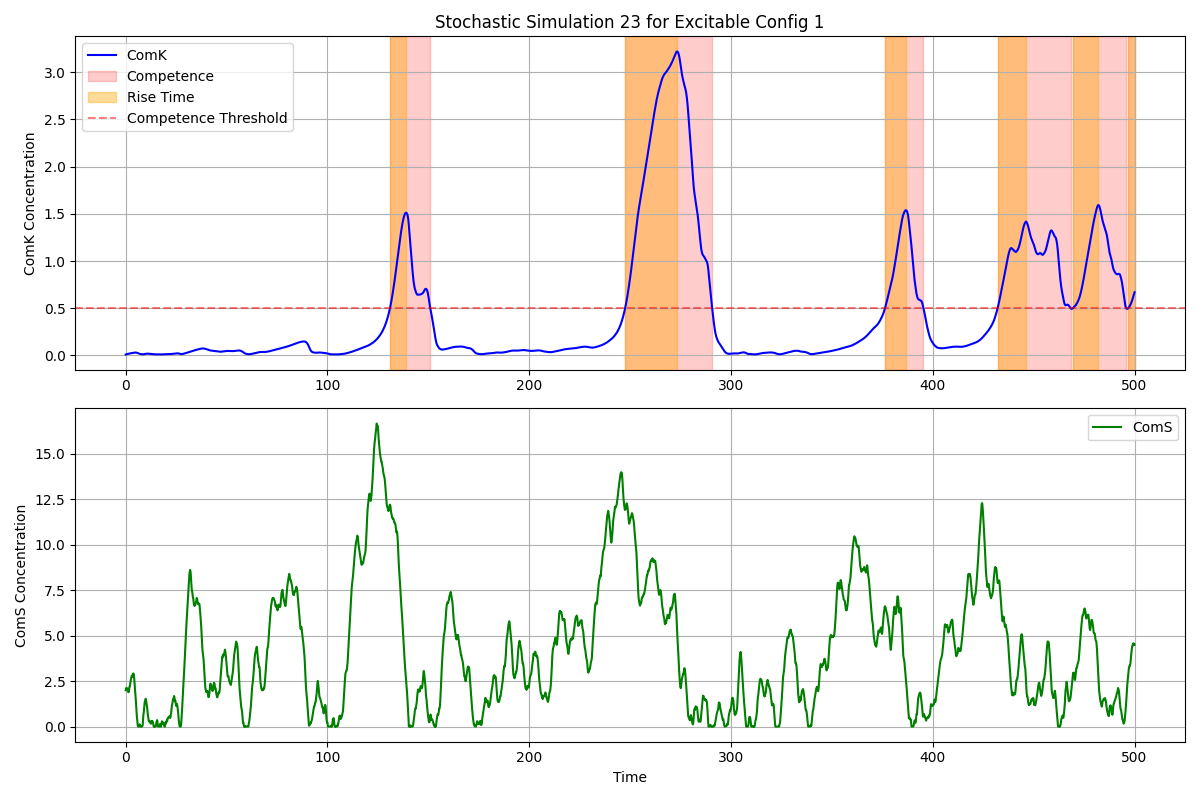 Stochastic Simulation 23 for Excitable Config 1
ComK
Competence
Rise Time
Competence Threshold
ComK Concentration
3.0
2.5
2.0
1.5
1.0
0.5
0.0
0 100 200 300 400 500
ComS
ComS Concentration
15.0
12.5
10.0
7.5
5.0
2.5
0.0
0 100 200 300 400 500
Time